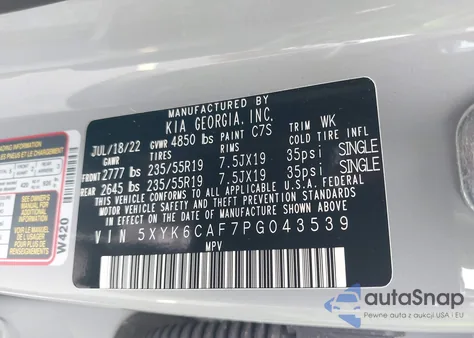 MANUFACTURED BY
KIA GEORGIA, INC.
JUL/18/22 GVWR 4850 lbs PAINT C7S TRIM WK
GAWR TIRES RIMS COLD TIRE INFL
FRONT 2777 lbs 235/55R19 7.5JX19 35psi SINGLE
REAR 2645 lbs 235/55R19 7.5JX19 35psi SINGLE
THIS VEHICLE CONFORMS TO ALL APPLICABLE U.S.A. FEDERAL
MOTOR VEHICLE SAFETY STANDARDS IN EFFECT ON
THE DATE OF MANUFACTURE SHOWN ABOVE.
VIN 5XYK6CAF7PG043539
MPV
W420
autoSnap
Pewne auta z aukcji USA i EU